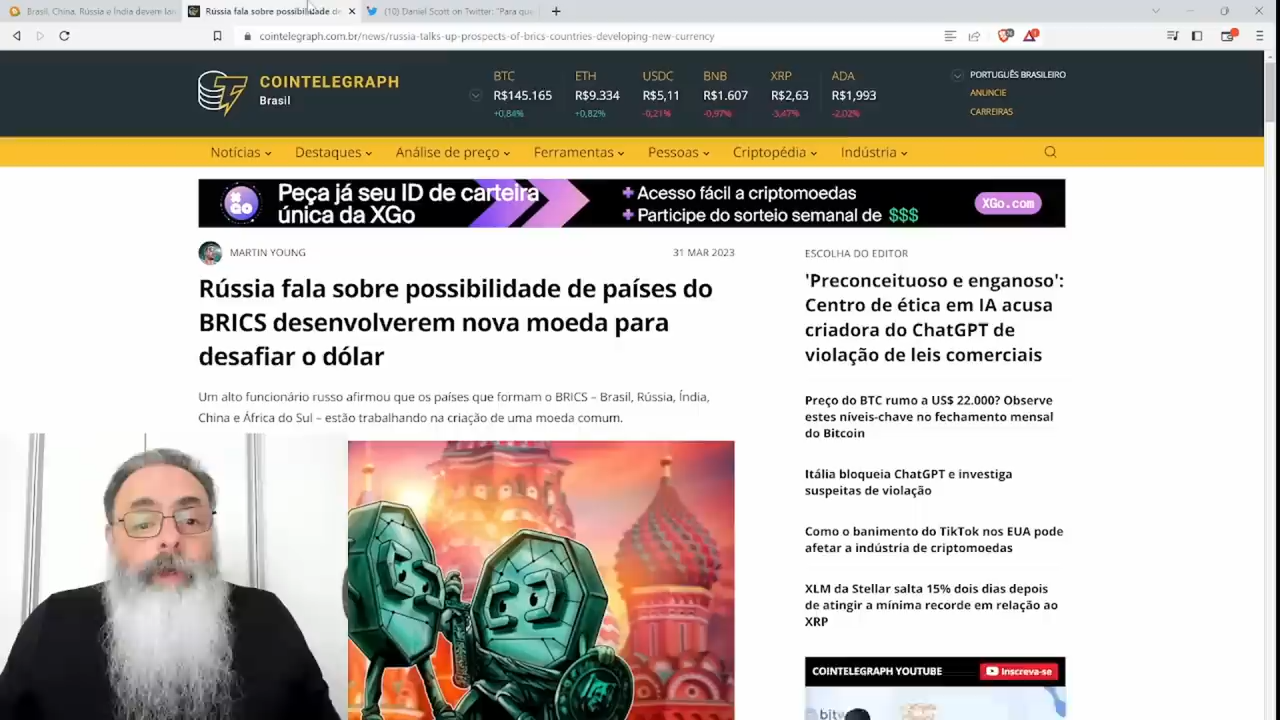 Brasil, China, Rússia e Índia devem lan
Rússia fala sobre possibilidade de
(10) Daniel Scott on Twitter: "Para qu
cointelegraph.com.br/news/russia-talks-up-prospects-of-brics-countries-developing-new-currency
COINTELEGRAPH
Brasil
BTC
R$145.165
+0,84%
ETH
R$9.334
+0,82%
USDC
R$5,11
-0,21%
BNB
R$1.607
-0,97%
XRP
R$2,63
-3,47%
ADA
R$1,993
-2,02%
PORTUGUÊS BRASILEIRO
ANUNCIE
CARREIRAS
Notícias
Destaques
Análise de preço
Ferramentas
Pessoas
Criptopédia
Indústria
XGo
Peça já seu ID de carteira
única da XGo
+ Acesso fácil a criptomoedas
+ Participe do sorteio semanal de $$$
XGo.com
MARTIN YOUNG
31 MAR 2023
Rússia fala sobre possibilidade de países do
BRICS desenvolverem nova moeda para
desafiar o dólar
Um alto funcionário russo afirmou que os países que formam o BRICS – Brasil, Rússia, Índia,
China e África do Sul – estão trabalhando na criação de uma moeda comum.
ESCOLHA DO EDITOR
'Preconceituoso e enganoso':
Centro de ética em IA acusa
criadora do ChatGPT de
violação de leis comerciais
Preço do BTC rumo a US$ 22.000? Observe
estes níveis-chave no fechamento mensal
do Bitcoin
Itália bloqueia ChatGPT e investiga
suspeitas de violação
Como o banimento do TikTok nos EUA pode
afetar a indústria de criptomoedas
XLM da Stellar salta 15% dois dias depois
de atingir a mínima recorde em relação ao
XRP
COINTELEGRAPH YOUTUBE
Inscreva-se